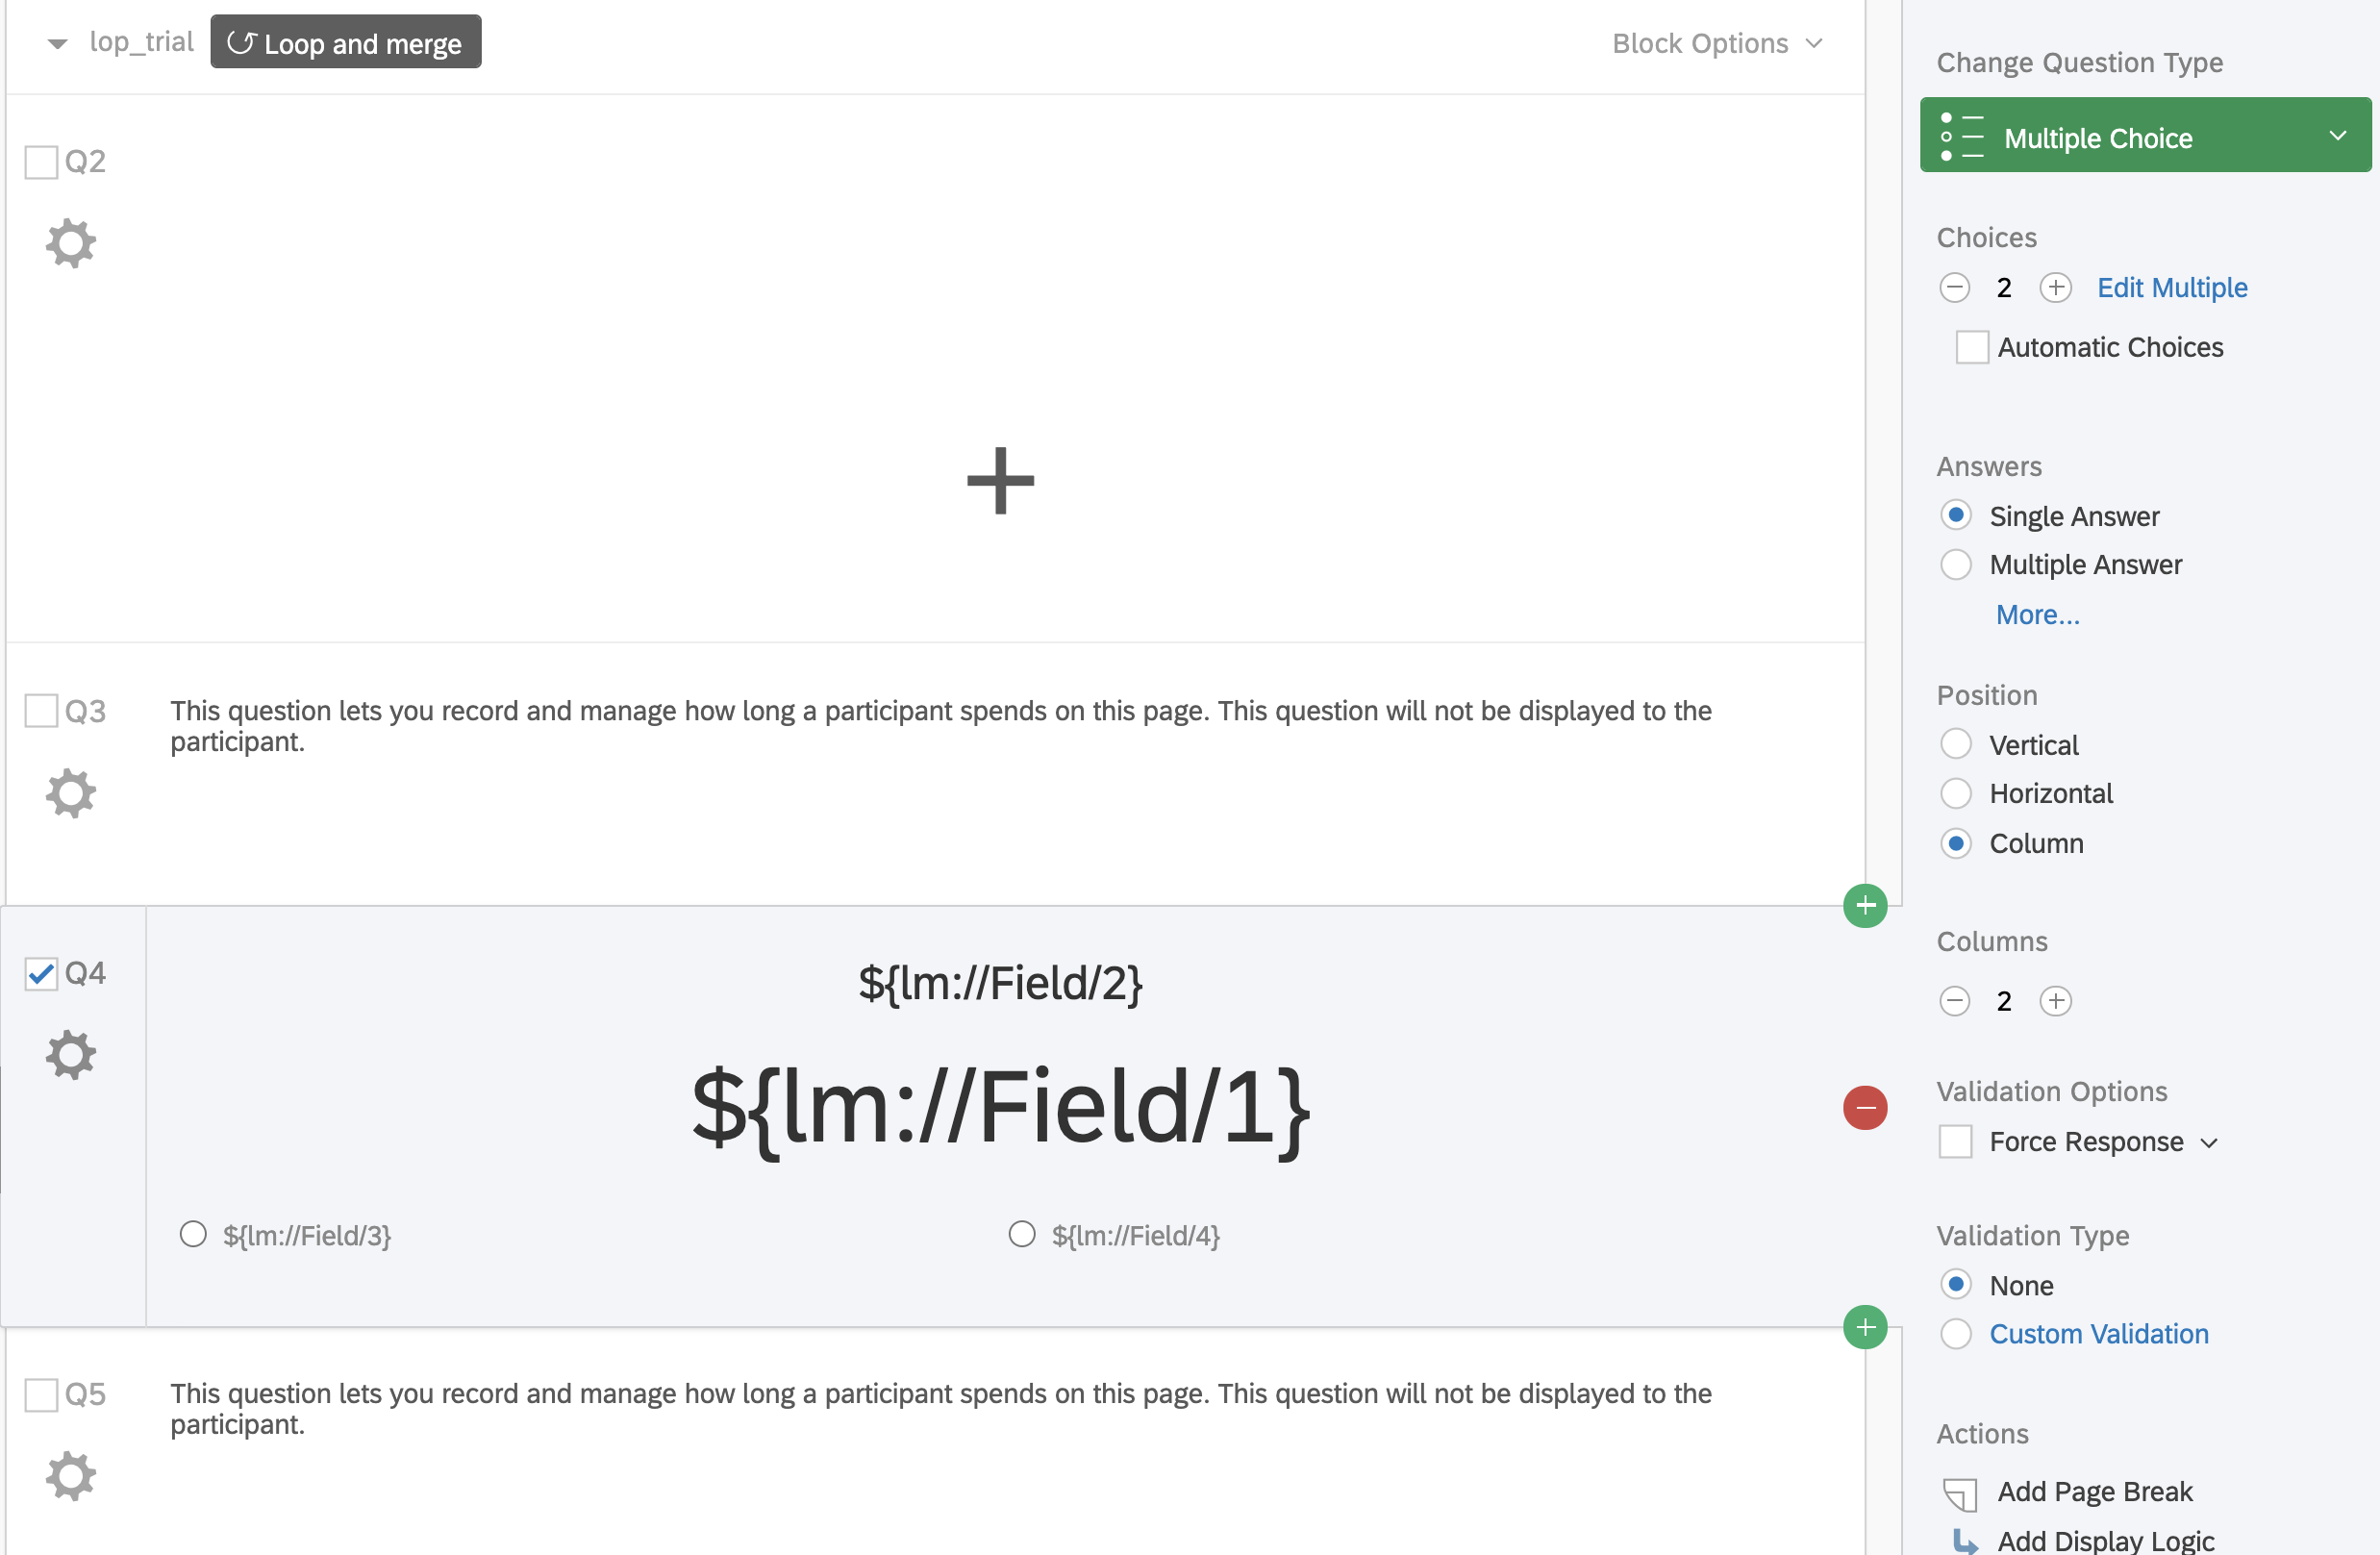 lop_trial Loop and merge Block Options
Q2
+
Q3 This question lets you record and manage how long a participant spends on this page. This question will not be displayed to the
participant.
Q4
${lm://Field/2}
${lm://Field/1}
${lm://Field/3} ${lm://Field/4}
Q5 This question lets you record and manage how long a participant spends on this page. This question will not be displayed to the
participant.
Change Question Type
Multiple Choice
Choices
2 Edit Multiple
Automatic Choices
Answers
Single Answer
Multiple Answer
More...
Position
Vertical
Horizontal
Column
Columns
2
Validation Options
Force Response
Validation Type
None
Custom Validation
Actions
Add Page Break
Add Display Logic